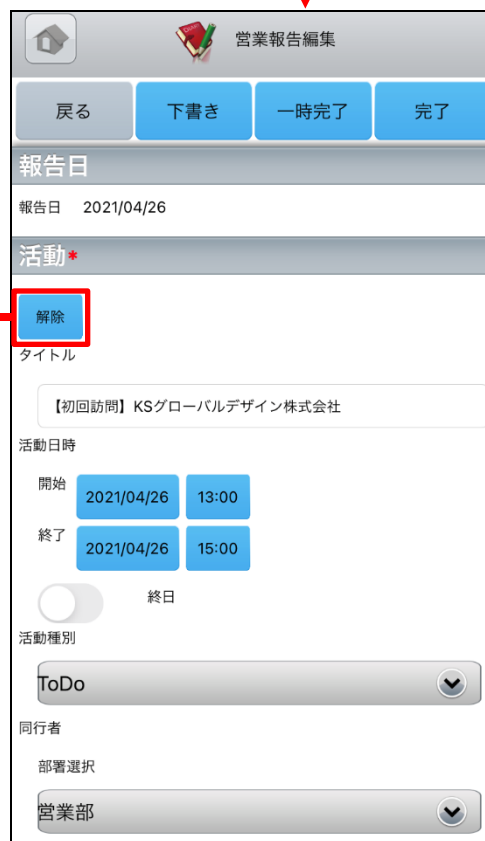 営業報告編集
戻る 下書き 一時完了 完了
報告日
報告日 2021/04/26
活動*
解除
タイトル
【初回訪問】KSグローバルデザイン株式会社
活動日時
開始 2021/04/26 13:00
終了 2021/04/26 15:00
終日
活動種別
ToDo
同行者
部署選択
営業部